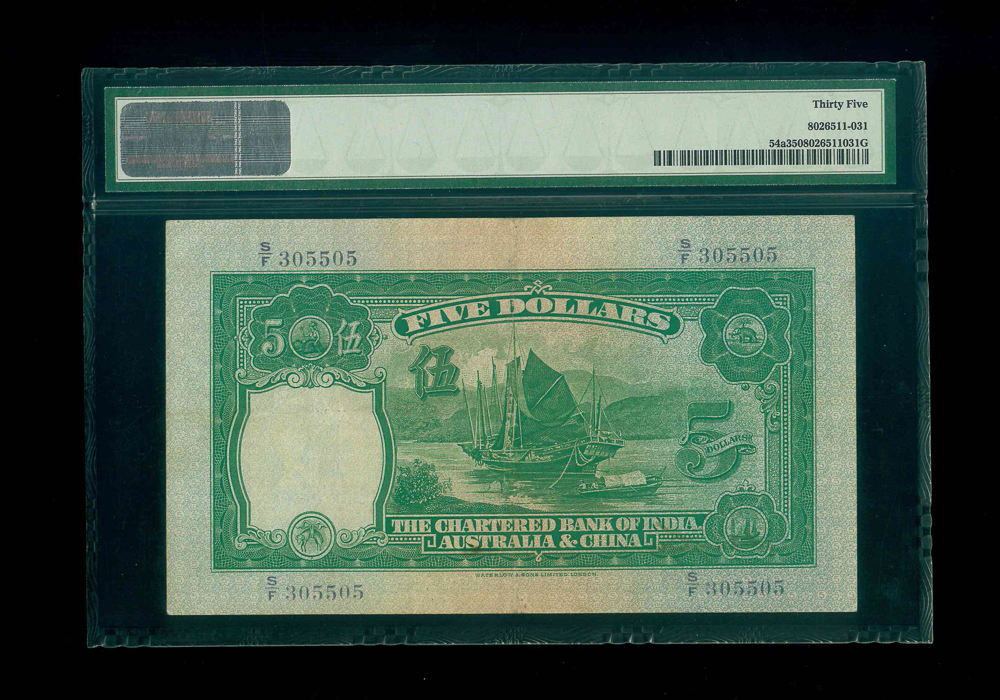 Thirty Five
8026511-031
54a3508026511031G
S/F 305505
S/F 305505
FIVE DOLLARS
5 伍
伍
5
DOLLARS
THE CHARTERED BANK OF INDIA,
AUSTRALIA & CHINA
WATERLOW & SONS LIMITED, LONDON.
S/F 305505
S/F 305505